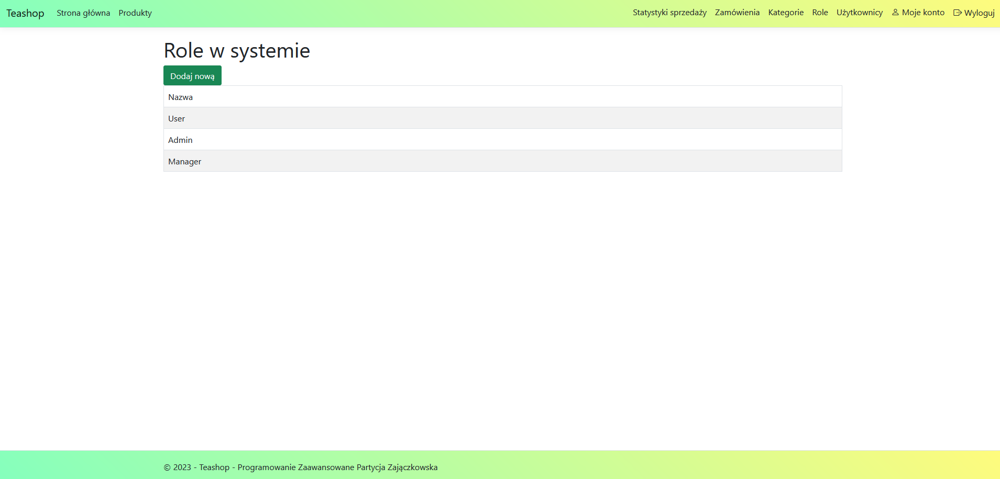 Teashop Strona główna Produkty Statystyki sprzedaży Zamówienia Kategorie Role Użytkownicy Moje konto Wyloguj
Role w systemie
Dodaj nową
Nazwa
User
Admin
Manager
© 2023 - Teashop - Programowanie Zaawansowane Partycja Zajączkowska